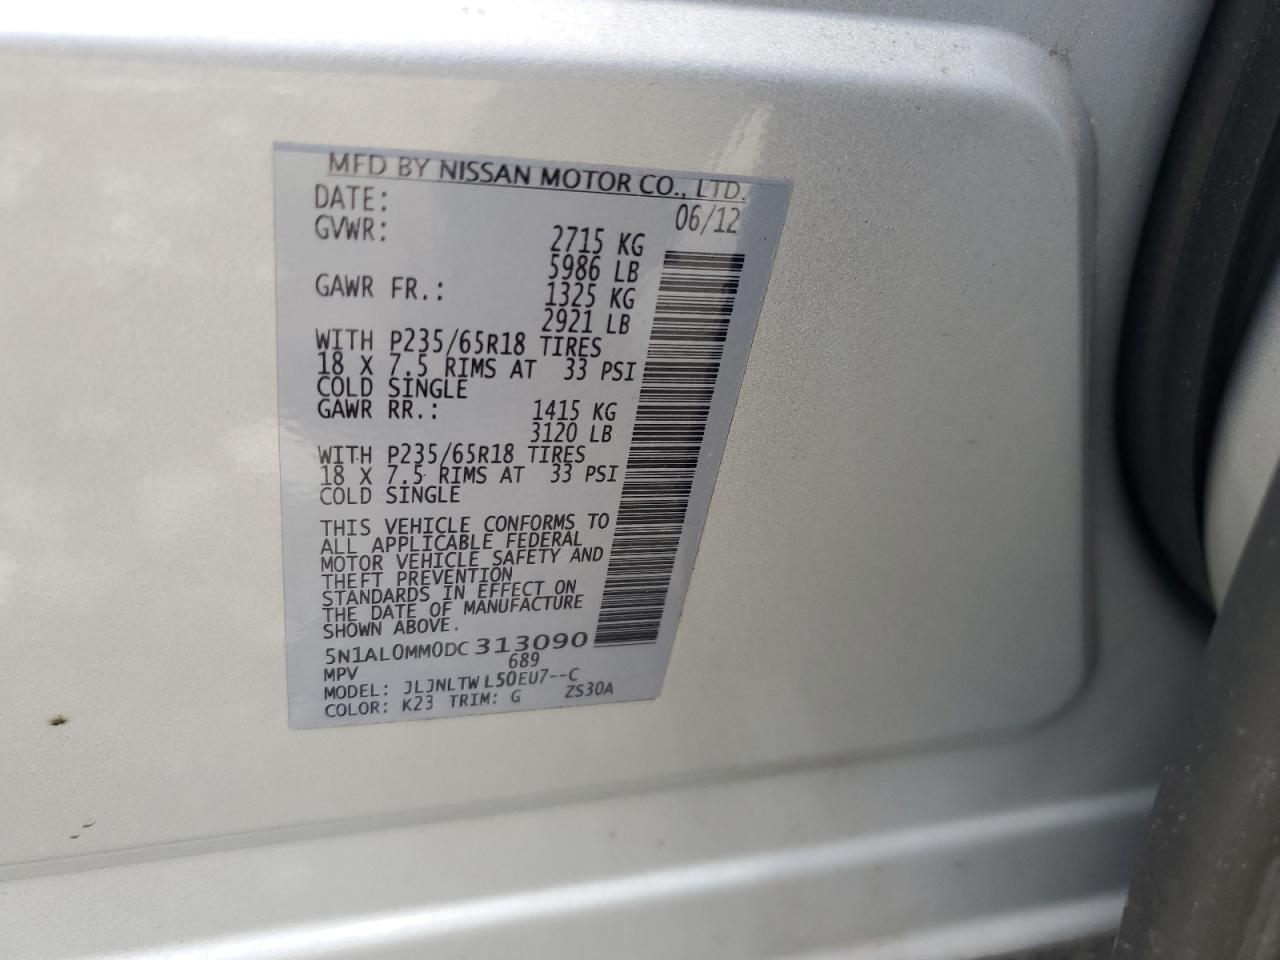 MFD BY NISSAN MOTOR CO., LTD.
DATE: 06/12
GVWR: 2715 KG
5986 LB
GAWR FR.: 1325 KG
2921 LB
WITH P235/65R18 TIRES
18 X 7.5 RIMS AT 33 PSI
COLD SINGLE
GAWR RR.: 1415 KG
3120 LB
WITH P235/65R18 TIRES
18 X 7.5 RIMS AT 33 PSI
COLD SINGLE
THIS VEHICLE CONFORMS TO
ALL APPLICABLE FEDERAL
MOTOR VEHICLE SAFETY AND
THEFT PREVENTION
STANDARDS IN EFFECT ON
THE DATE OF MANUFACTURE
SHOWN ABOVE.
5N1AL0MM0DC313090
MPV 689
MODEL: JLJNLTWL50EU7--C
COLOR: K23 TRIM: G ZS30A